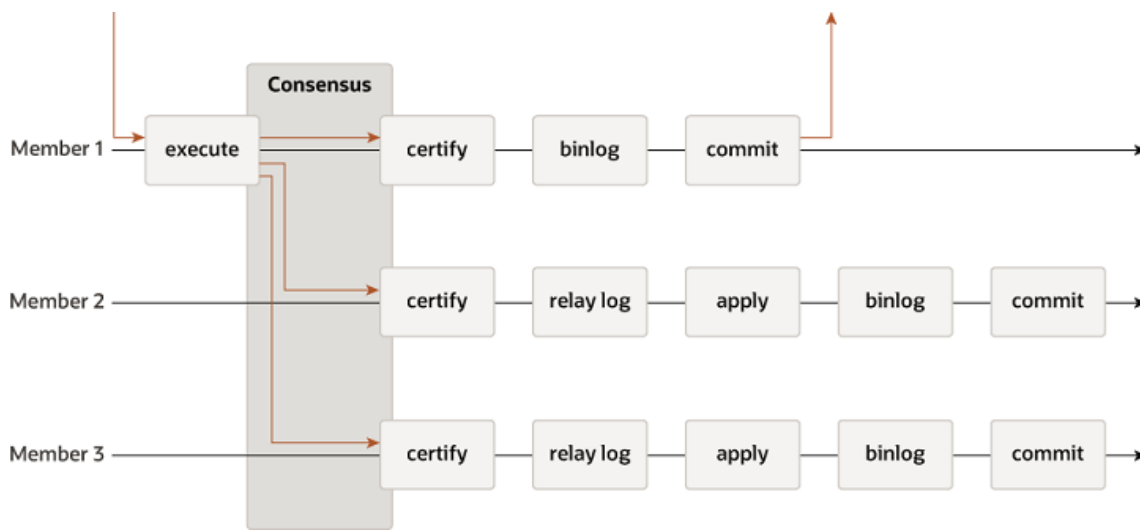 Consensus
Member 1 execute certify binlog commit
Member 2 certify relay log apply binlog commit
Member 3 certify relay log apply binlog commit